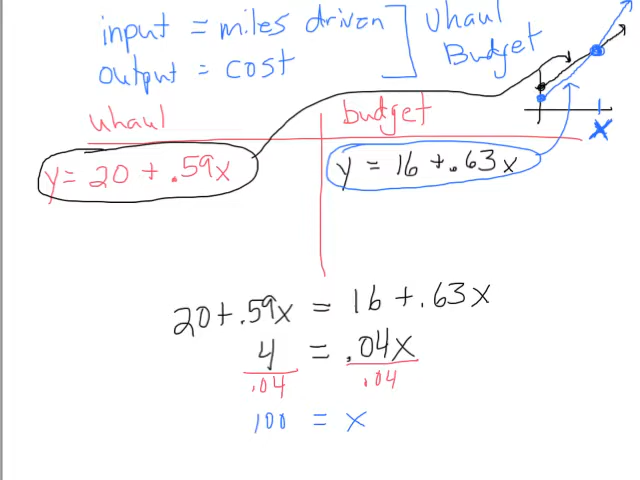 input = miles driven
output = cost
Uhaul
Budget
uhaul
budget
y = 20 + .59x
y = 16 + .63x
x
20 + .59x = 16 + .63x
4 = .04x
.04 .04
100 = x